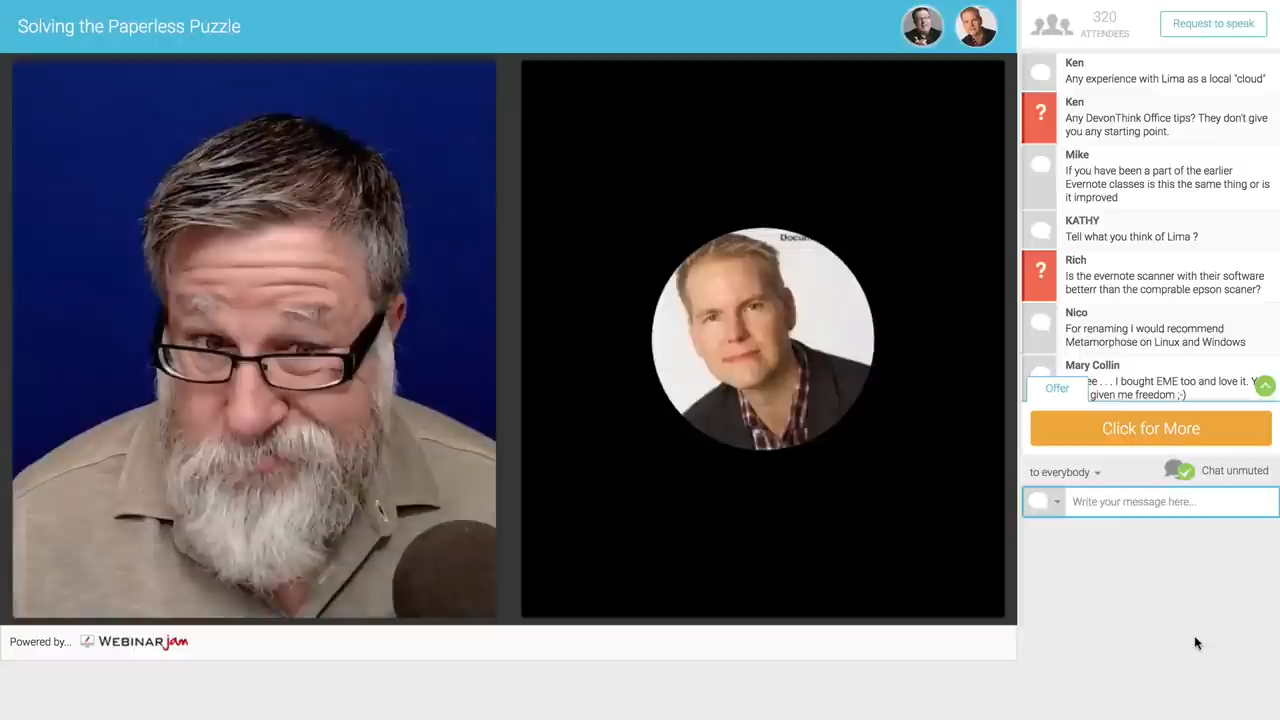 Solving the Paperless Puzzle
320
ATTENDEES
Request to speak
Ken
Any experience with Lima as a local "cloud"
Ken
?
Any DevonThink Office tips? They don't give
you any starting point.
Mike
If you have been a part of the earlier
Evernote classes is this the same thing or is
it improved
KATHY
Tell what you think of Lima ?
Rich
?
Is the evernote scanner with their software
betterr than the comprable epson scaner?
Nico
For renaming I would recommend
Metamorphose on Linux and Windows
Mary Collin
ee . . . I bought EME too and love it. Y
given me freedom ;-)
Offer
Click for More
to everybody
Chat unmuted
Write your message here...
Powered by...
WEBINARjam